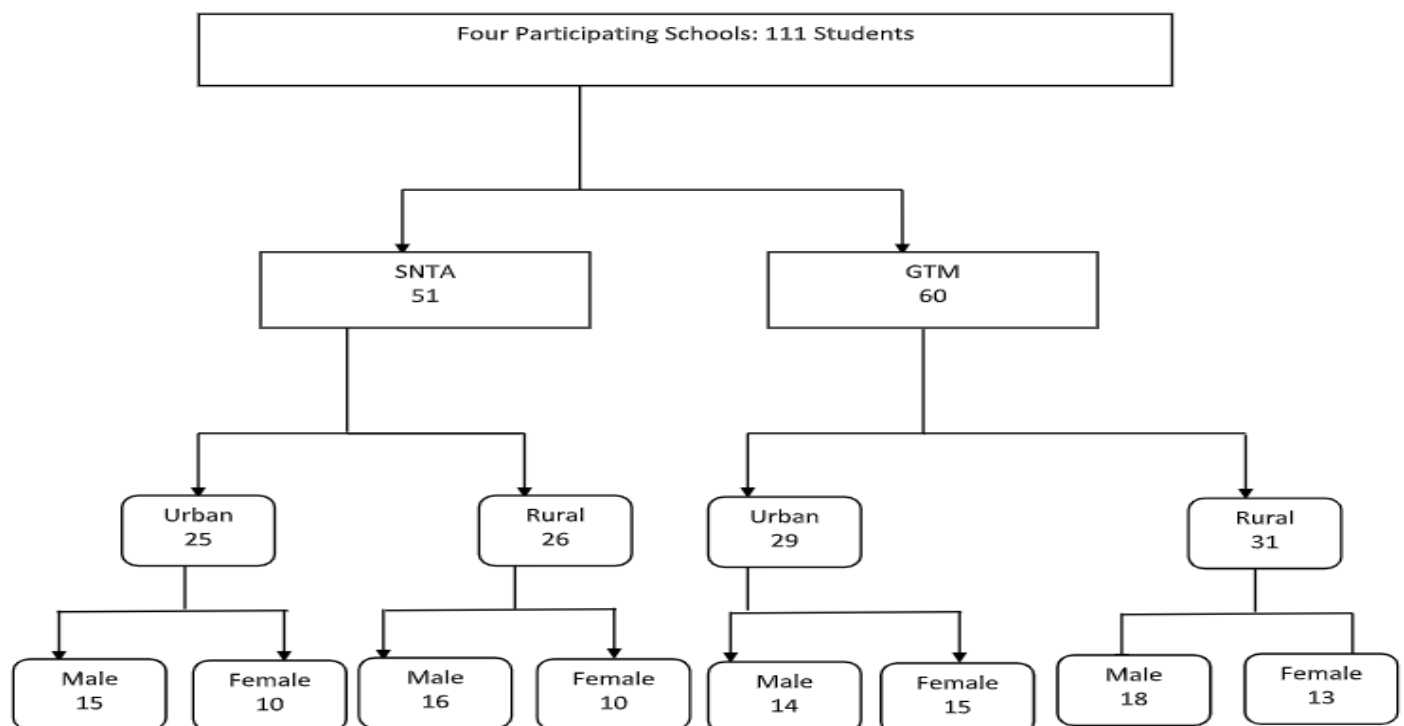 Four Participating Schools: 111 Students
SNTA
51
GTM
60
Urban
25
Rural
26
Urban
29
Rural
31
Male
15
Female
10
Male
16
Female
10
Male
14
Female
15
Male
18
Female
13